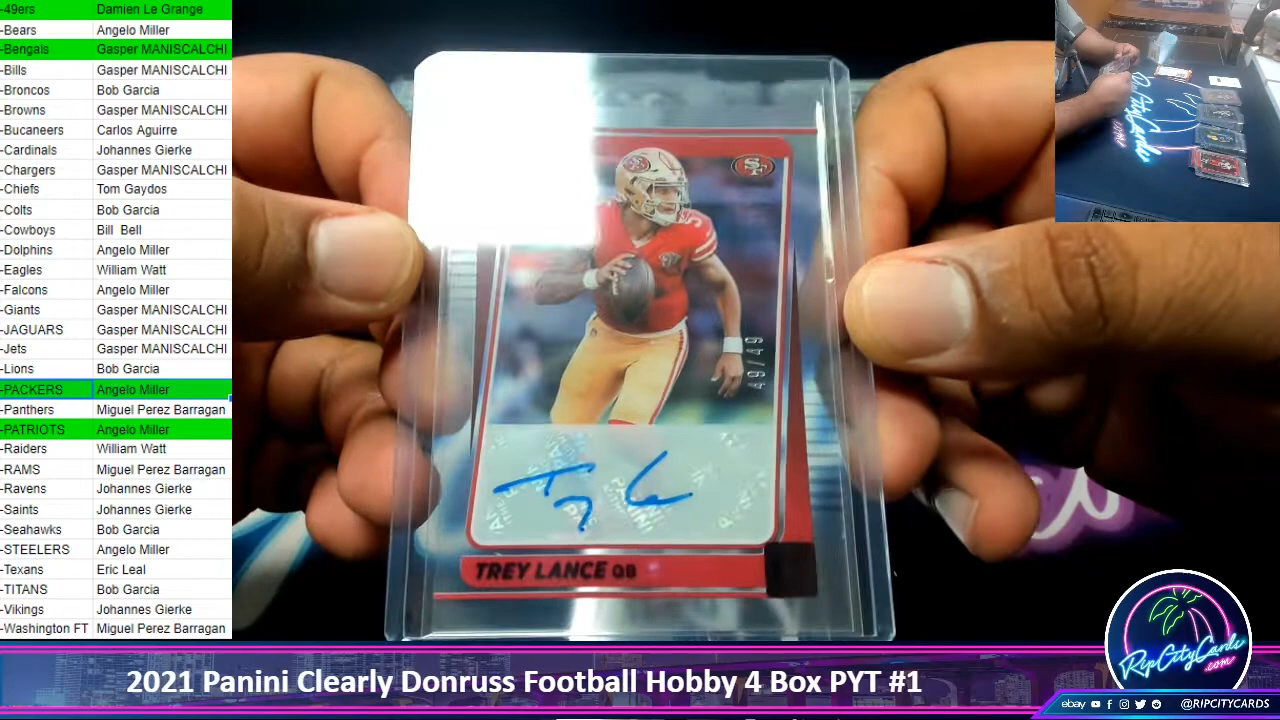 -49ers Damien Le Grange
-Bears Angelo Miller
-Bengals Gasper MANISCALCHI
-Bills Gasper MANISCALCHI
-Broncos Bob Garcia
-Browns Gasper MANISCALCHI
-Bucaneers Carlos Aguirre
-Cardinals Johannes Gierke
-Chargers Gasper MANISCALCHI
-Chiefs Tom Gaydos
-Colts Bob Garcia
-Cowboys Bill Bell
-Dolphins Angelo Miller
-Eagles William Watt
-Falcons Angelo Miller
-Giants Gasper MANISCALCHI
-JAGUARS Gasper MANISCALCHI
-Jets Gasper MANISCALCHI
-Lions Bob Garcia
-PACKERS Angelo Miller
-Panthers Miguel Perez Barragan
-PATRIOTS Angelo Miller
-Raiders William Watt
-RAMS Miguel Perez Barragan
-Ravens Johannes Gierke
-Saints Johannes Gierke
-Seahawks Bob Garcia
-STEELERS Angelo Miller
-Texans Eric Leal
-TITANS Bob Garcia
-Vikings Johannes Gierke
-Washington FT Miguel Perez Barragan
SF
49/49
TREY LANCE QB
RipCityCards
.com
2021 Panini Clearly Donruss Football Hobby 4 Box PYT #1
ebay @RIPCITYCARDS